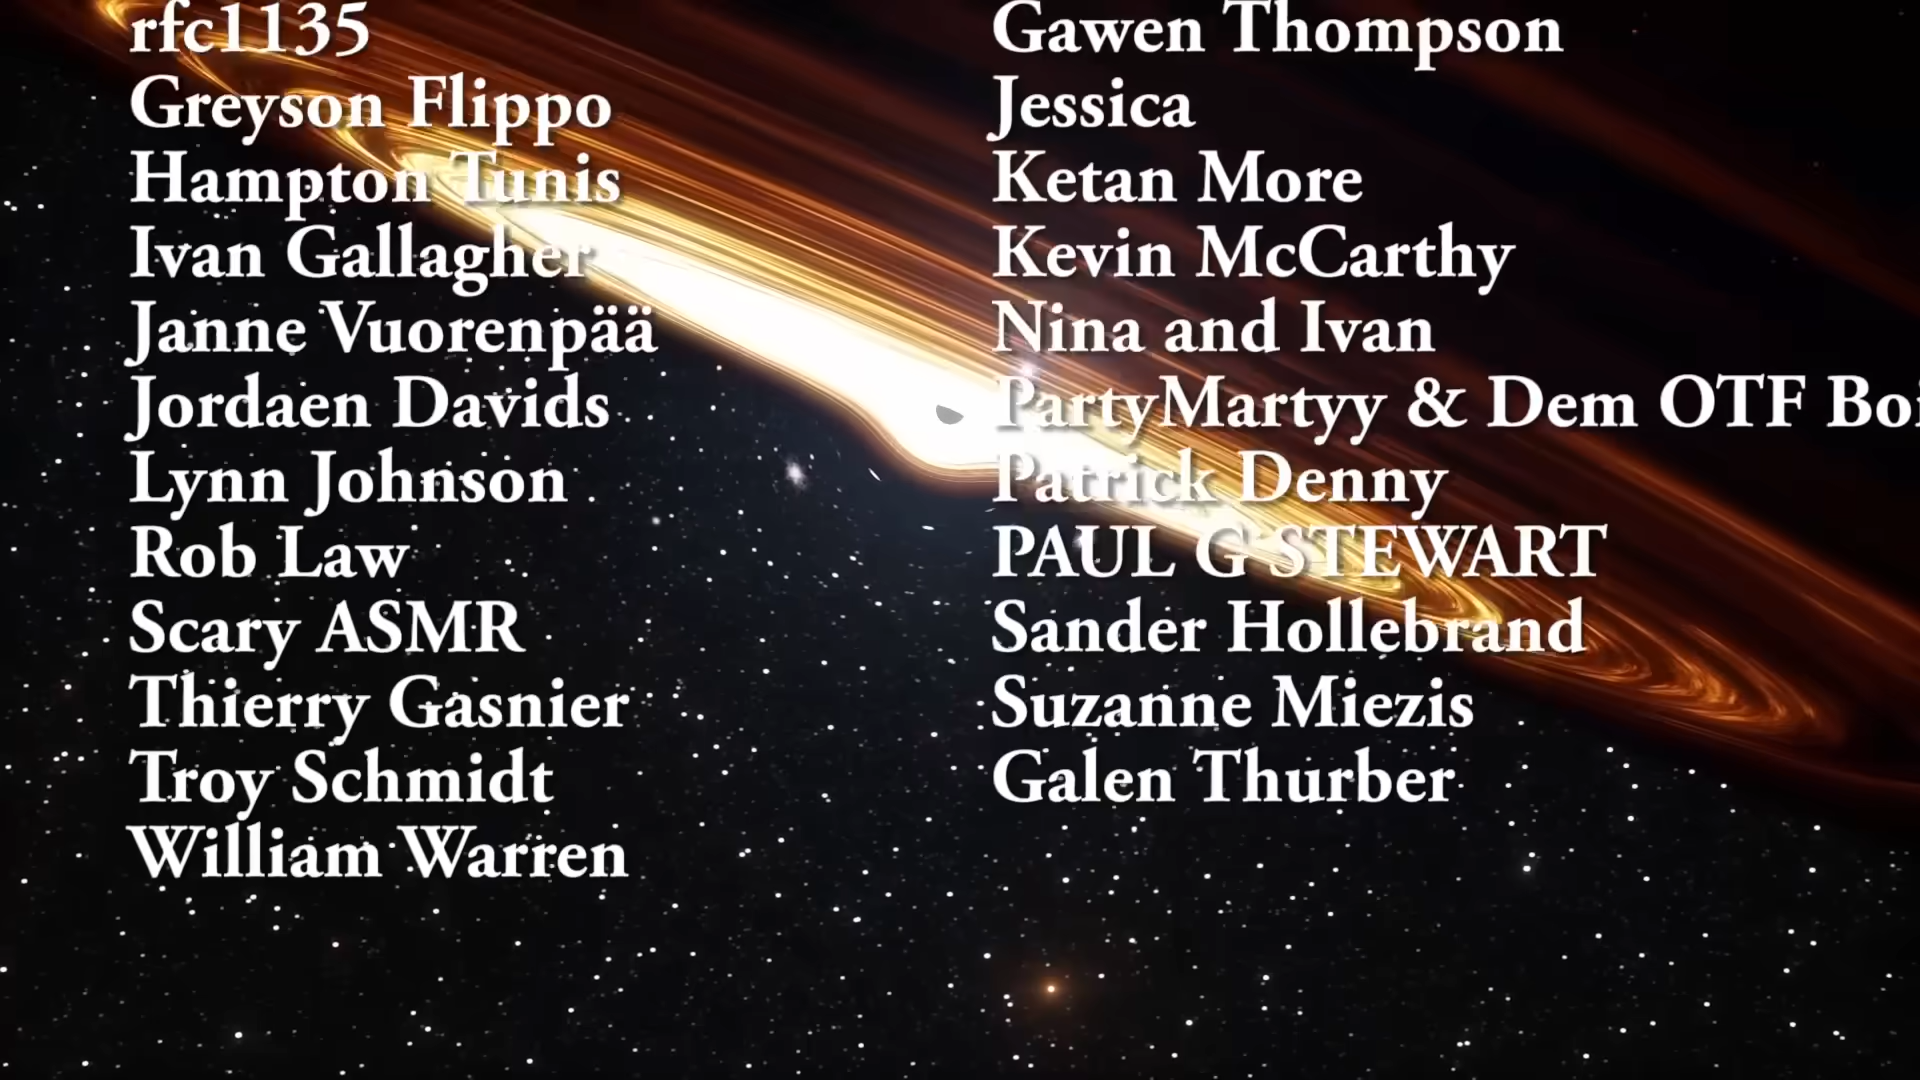 rfc1135
Greyson Flippo
Hampton Tunis
Ivan Gallagher
Janne Vuorenpää
Jordaen Davids
Lynn Johnson
Rob Law
Scary ASMR
Thierry Gasnier
Troy Schmidt
William Warren
Gawen Thompson
Jessica
Ketan More
Kevin McCarthy
Nina and Ivan
PartyMartyy & Dem OTF
Patrick Denny
PAUL G STEWART
Sander Hollebrand
Suzanne Miezis
Galen Thurber